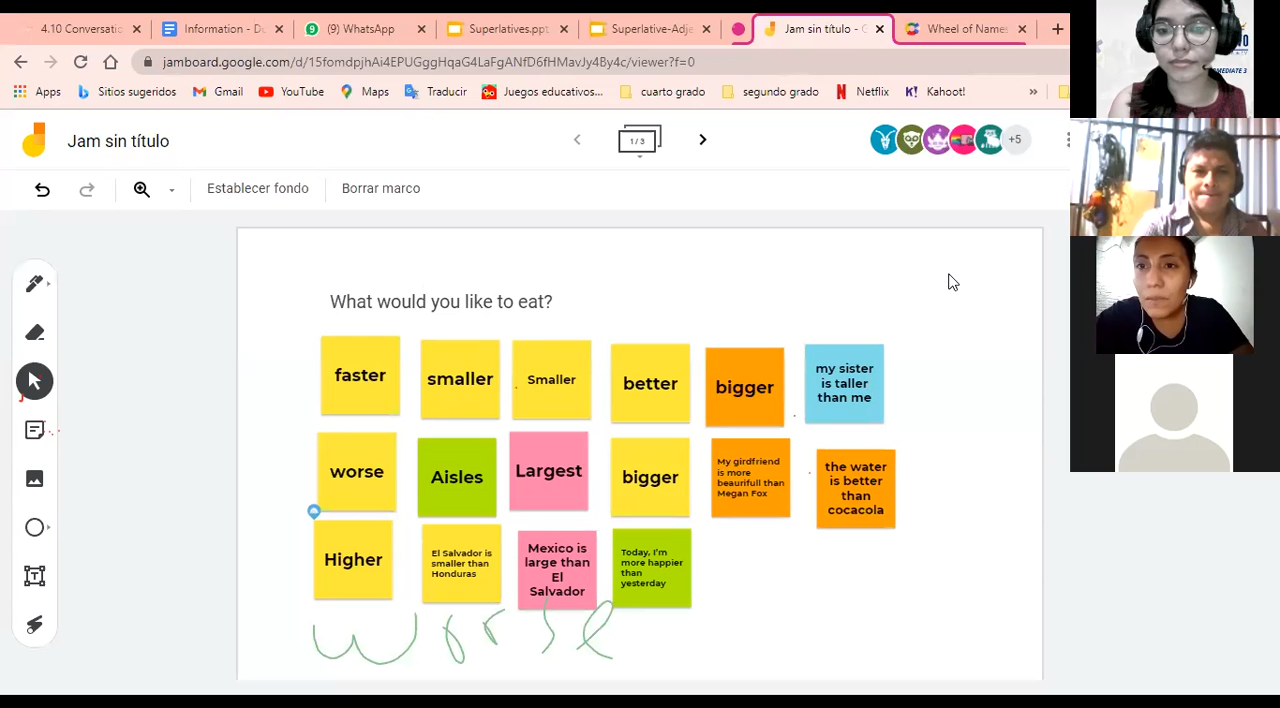 4.10 Conversatic
Information - Du
(9) WhatsApp
Superlatives.ppt
Superlative-Adje
Jam sin título - G
Wheel of Names
jamboard.google.com/d/15fomdpjhAi4EPUGggHqaG4LaFgANfDDHsMavJy4By4c/viewer?f=0
Apps
Sitios sugeridos
Gmail
YouTube
Maps
Traducir
Juegos educativos...
cuarto grado
segundo grado
Netflix
Kahoot!
»
Jam sin título
1 / 3
+5
Establecer fondo
Borrar marco
What would you like to eat?
faster
smaller
Smaller
better
bigger
my sister
is taller
than me
worse
Aisles
Largest
bigger
My girdfriend
is more
beaurifull than
Megan Fox
the water
is better
than
cocacola
Higher
El Salvador is
smaller than
Honduras
Mexico is
large than
El
Salvador
Today, I'm
more happier
than
yesterday
worse